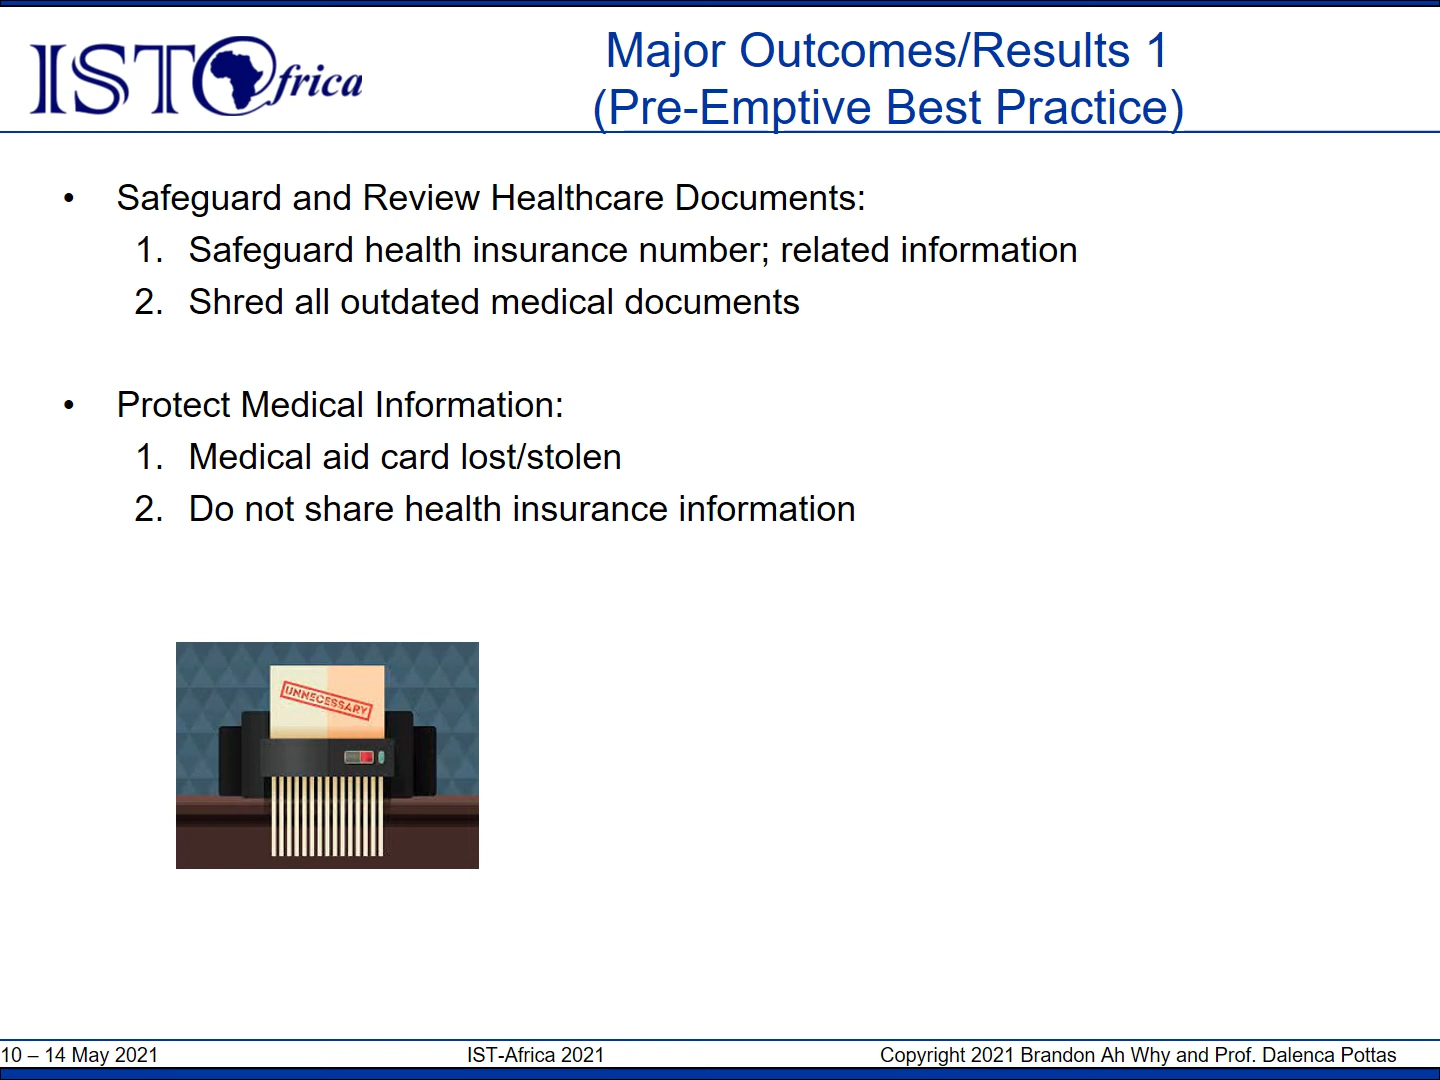 IST Africa
Major Outcomes/Results 1
(Pre-Emptive Best Practice)
• Safeguard and Review Healthcare Documents:
1. Safeguard health insurance number; related information
2. Shred all outdated medical documents
• Protect Medical Information:
1. Medical aid card lost/stolen
2. Do not share health insurance information
UNNECESSARY
10 – 14 May 2021
IST-Africa 2021
Copyright 2021 Brandon Ah Why and Prof. Dalenca Pottas